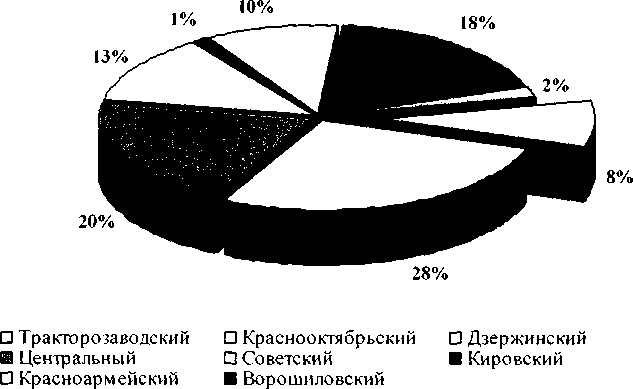 1% 10% 18%
13% 2%
8%
20%
28%
Тракторозаводский Краснооктябрьский Дзержинский
Центральный Советский Кировский
Красноармейский Ворошиловский